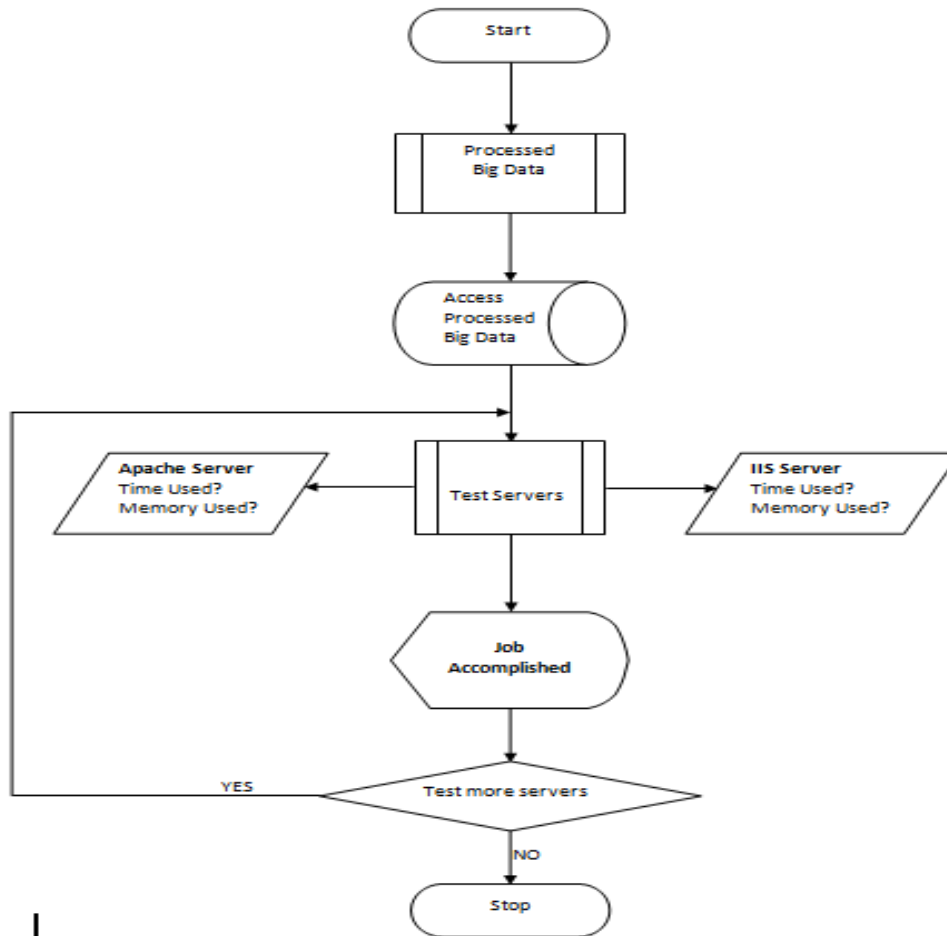 Start
Processed
Big Data
Access
Processed
Big Data
Apache Server
Time Used?
Memory Used?
Test Servers
IIS Server
Time Used?
Memory Used?
Job
Accomplished
YES
Test more servers
NO
Stop